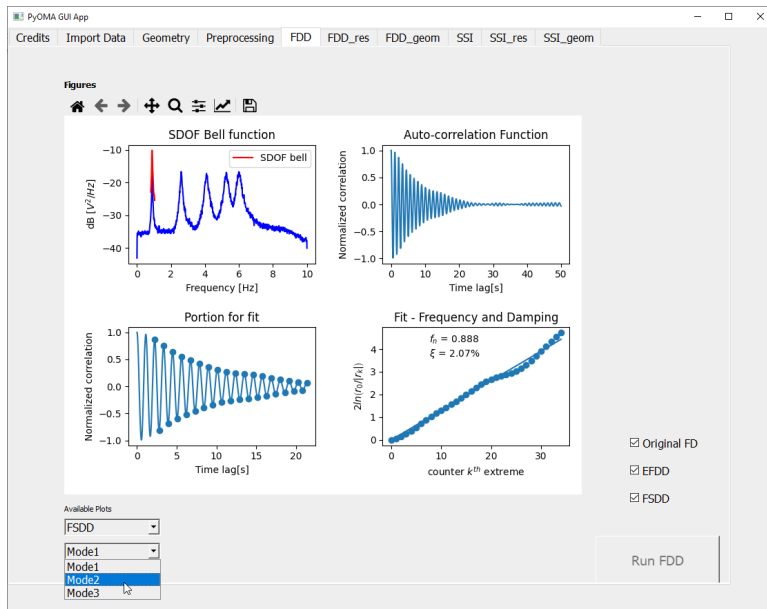 PyOMA GUI App
Credits Import Data Geometry Preprocessing FDD FDD_res FDD_geom SSI SSI_res SSI_geom
Figures
SDOF Bell function
SDOF bell
dB [V²/Hz]
−10
−20
−30
−40
0 2 4 6 8 10
Frequency [Hz]
Auto-correlation Function
Normalized correlation
1.0
0.5
0.0
−0.5
−1.0
0 10 20 30 40 50
Time lag[s]
Portion for fit
Normalized correlation
1.0
0.5
0.0
−0.5
−1.0
0 5 10 15 20
Time lag[s]
Fit - Frequency and Damping
fn = 0.888
ξ = 2.07%
2ln(r0/|rk|)
4
3
2
1
0
0 10 20 30
counter kth extreme
Original FD
EFDD
FSDD
Available Plots
FSDD
Mode1
Mode1
Mode2
Mode3
Run FDD